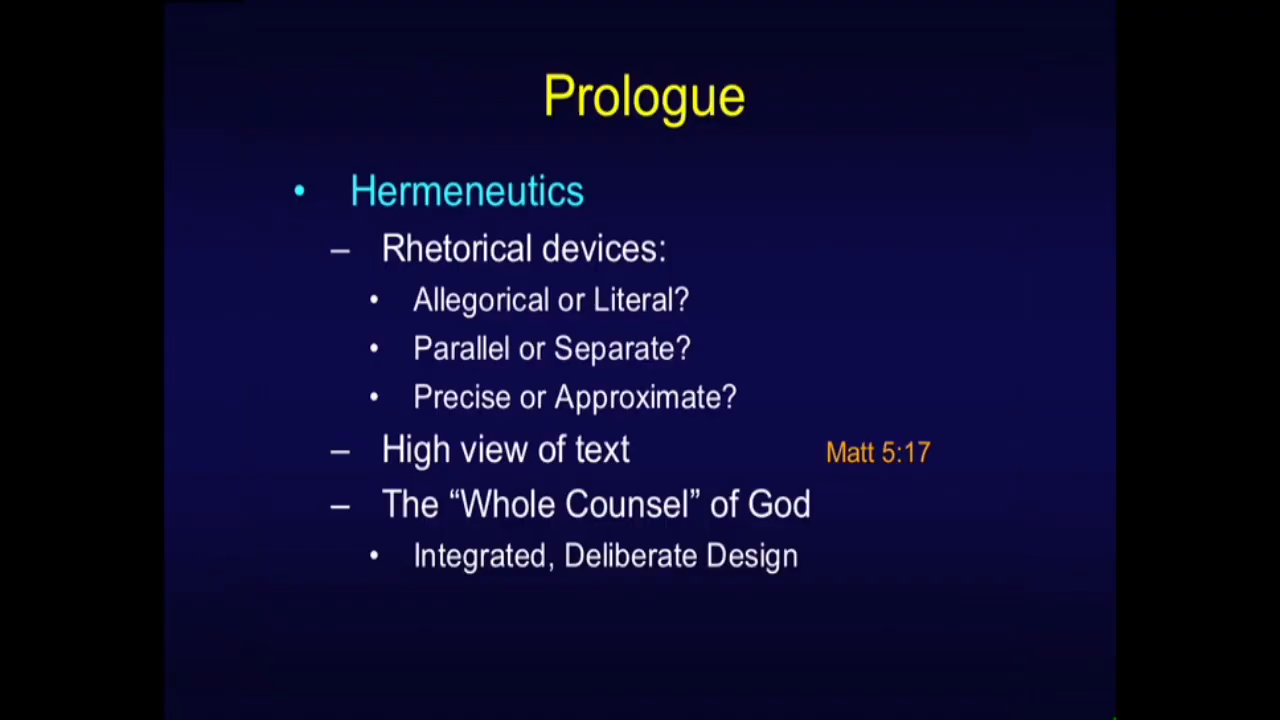 Prologue
• Hermeneutics
– Rhetorical devices:
• Allegorical or Literal?
• Parallel or Separate?
• Precise or Approximate?
– High view of text Matt 5:17
– The “Whole Counsel” of God
• Integrated, Deliberate Design